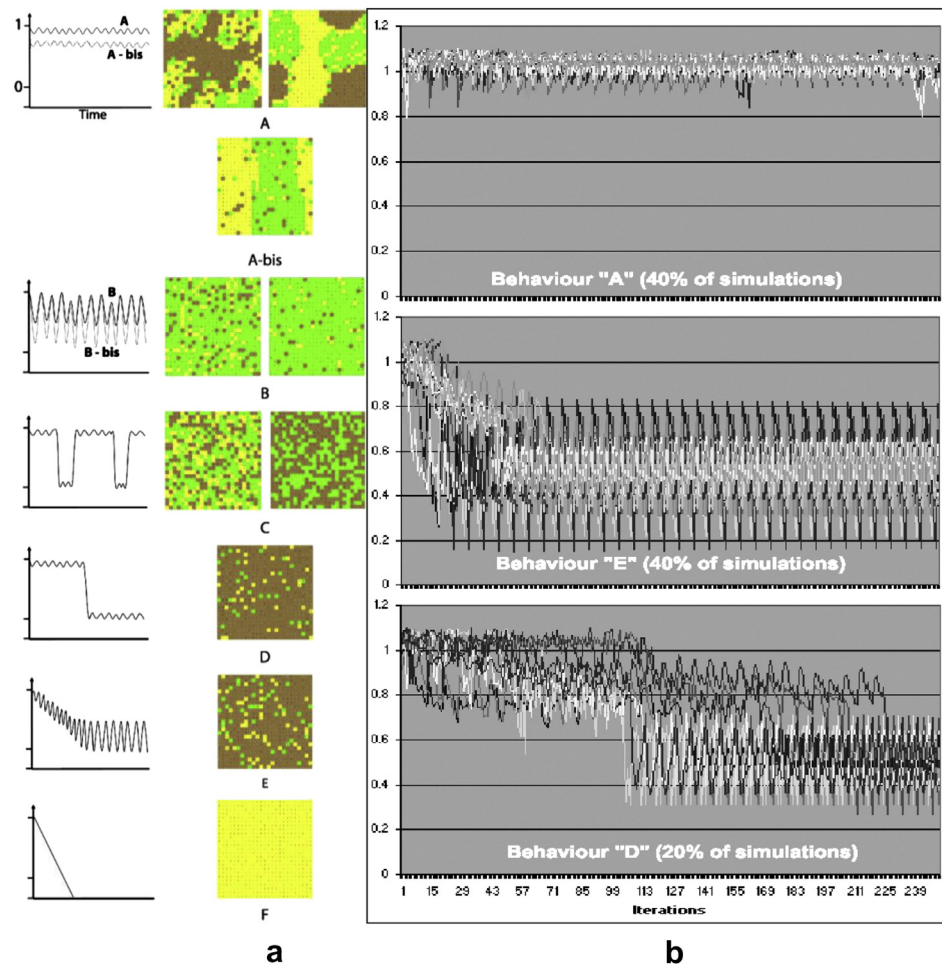 1
A
A - bis
0
Time
A
A-bis
B
B - bis
B
C
D
E
F
a
1.2
1
0.8
0.6
0.4
0.2
0
Behaviour "A" (40% of simulations)
1.2
1
0.8
0.6
0.4
0.2
0
Behaviour "E" (40% of simulations)
1.2
1
0.8
0.6
0.4
0.2
0
Behaviour "D" (20% of simulations)
1 15 29 43 57 71 85 99 113 127 141 155 169 183 197 211 225 239
Iterations
b